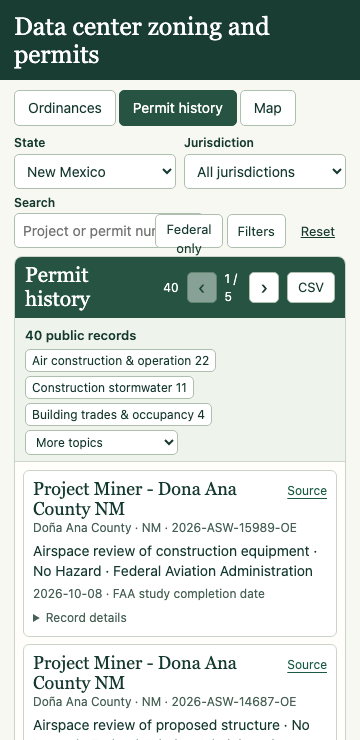 Data center zoning and
permits
Ordinances
Permit history
Map
State
Jurisdiction
New Mexico
All jurisdictions
Search
Project or permit nur
Federal
only
Filters
Reset
Permit
history
40
‹
1 /
5
›
CSV
40 public records
Air construction & operation 22
Construction stormwater 11
Building trades & occupancy 4
More topics
Project Miner - Dona Ana
County NM
Source
Doña Ana County · NM · 2026-ASW-15989-OE
Airspace review of construction equipment ·
No Hazard · Federal Aviation Administration
2026-10-08 · FAA study completion date
Record details
Project Miner - Dona Ana
County NM
Source
Doña Ana County · NM · 2026-ASW-14687-OE
Airspace review of proposed structure · No